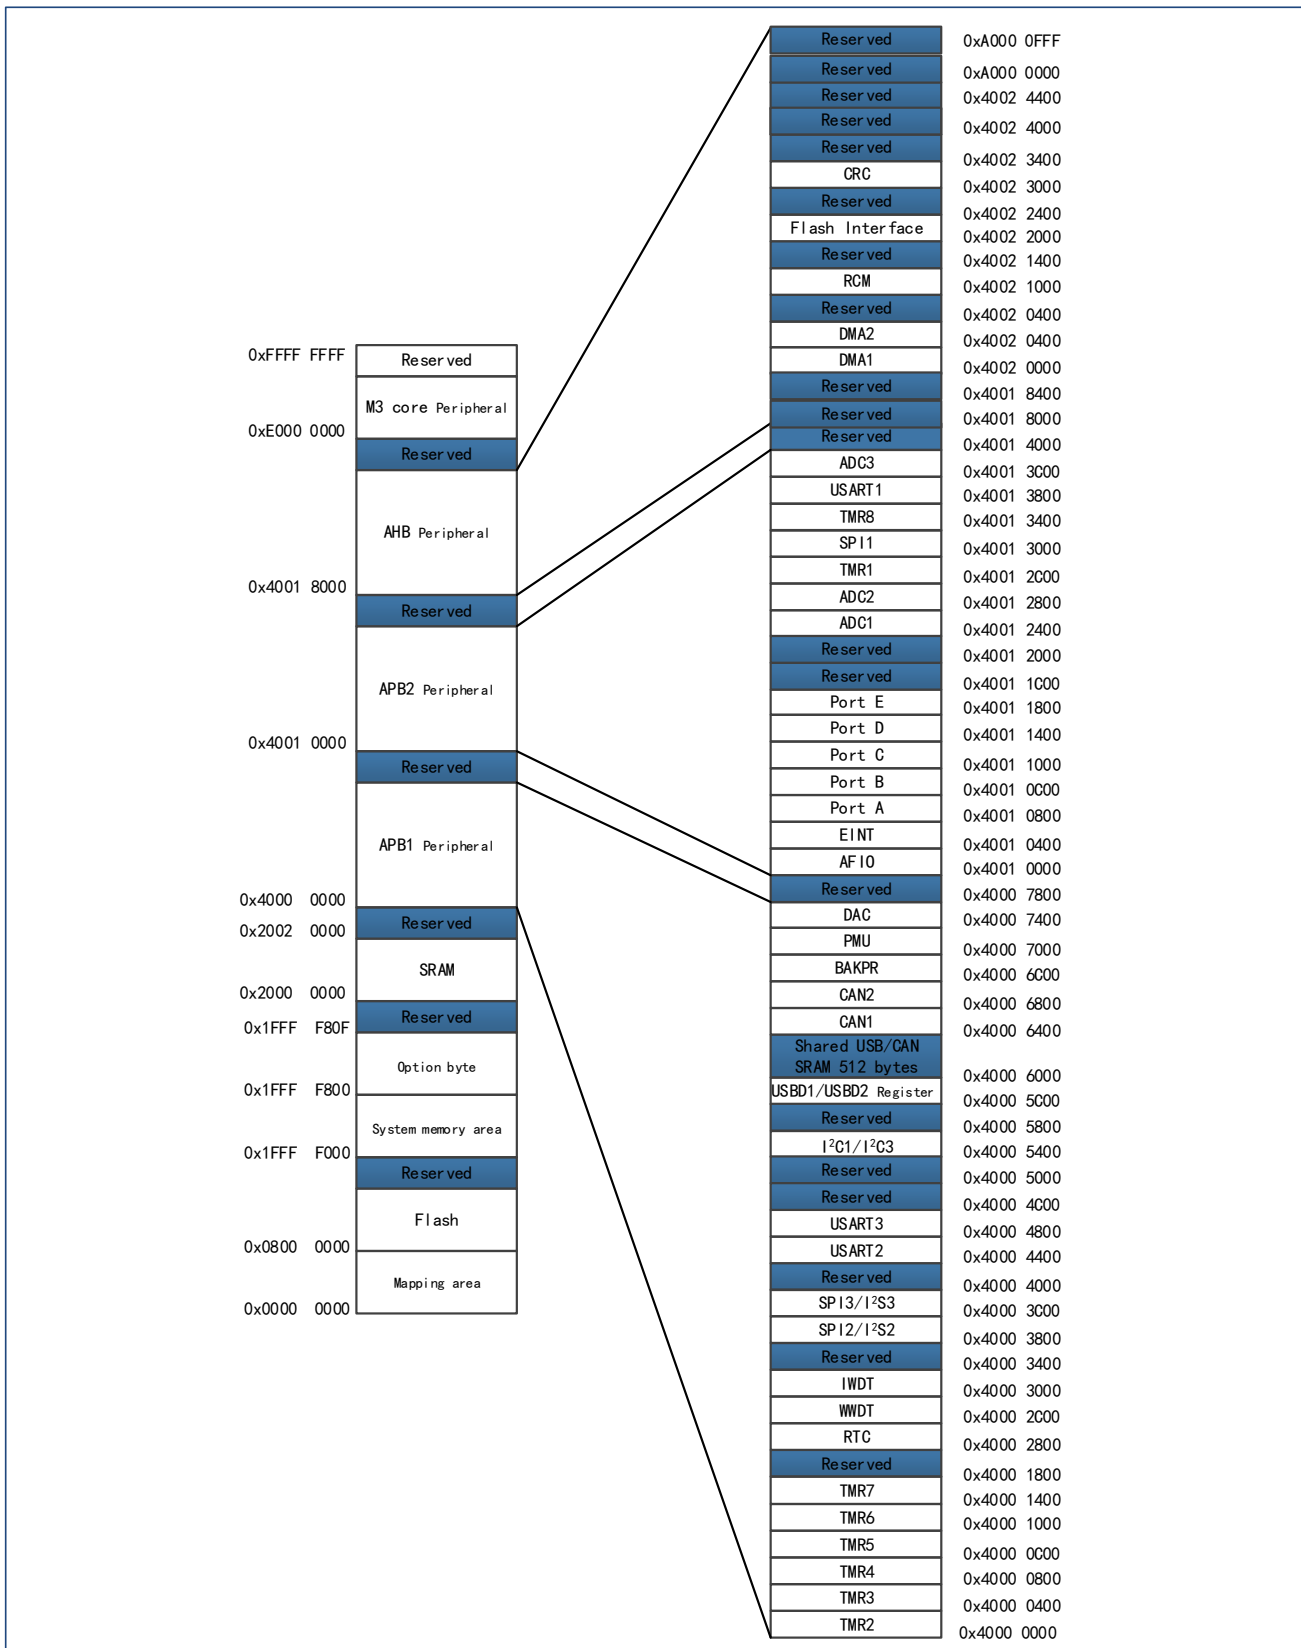 0xFFFF FFFF
Reserved
M3 core Peripheral
0xE000 0000
Reserved
AHB Peripheral
0x4001 8000
Reserved
APB2 Peripheral
0x4001 0000
Reserved
APB1 Peripheral
0x4000 0000
Reserved
0x2002 0000
SRAM
0x2000 0000
Reserved
0x1FFF F80F
Option byte
0x1FFF F800
System memory area
0x1FFF F000
Reserved
Flash
0x0800 0000
Mapping area
0x0000 0000
Reserved 0xA000 0FFF
Reserved 0xA000 0000
Reserved 0x4002 4400
Reserved 0x4002 4000
Reserved 0x4002 3400
CRC 0x4002 3000
Reserved 0x4002 2400
Flash Interface 0x4002 2000
Reserved 0x4002 1400
RCM 0x4002 1000
Reserved 0x4002 0400
DMA2 0x4002 0400
DMA1 0x4002 0000
Reserved 0x4001 8400
Reserved 0x4001 8000
Reserved 0x4001 4000
ADC3 0x4001 3C00
USART1 0x4001 3800
TMR8 0x4001 3400
SPI1 0x4001 3000
TMR1 0x4001 2C00
ADC2 0x4001 2800
ADC1 0x4001 2400
Reserved 0x4001 2000
Reserved 0x4001 1C00
Port E 0x4001 1800
Port D 0x4001 1400
Port C 0x4001 1000
Port B 0x4001 0C00
Port A 0x4001 0800
EINT 0x4001 0400
AFIO 0x4001 0000
Reserved 0x4000 7800
DAC 0x4000 7400
PMU 0x4000 7000
BAKPR 0x4000 6C00
CAN2 0x4000 6800
CAN1 0x4000 6400
Shared USB/CAN
SRAM 512 bytes 0x4000 6000
USBD1/USBD2 Register 0x4000 5C00
Reserved 0x4000 5800
I²C1/I²C3 0x4000 5400
Reserved 0x4000 5000
Reserved 0x4000 4C00
USART3 0x4000 4800
USART2 0x4000 4400
Reserved 0x4000 4000
SPI3/I²S3 0x4000 3C00
SPI2/I²S2 0x4000 3800
Reserved 0x4000 3400
IWDT 0x4000 3000
WWDT 0x4000 2C00
RTC 0x4000 2800
Reserved 0x4000 1800
TMR7 0x4000 1400
TMR6 0x4000 1000
TMR5 0x4000 0C00
TMR4 0x4000 0800
TMR3 0x4000 0400
TMR2 0x4000 0000